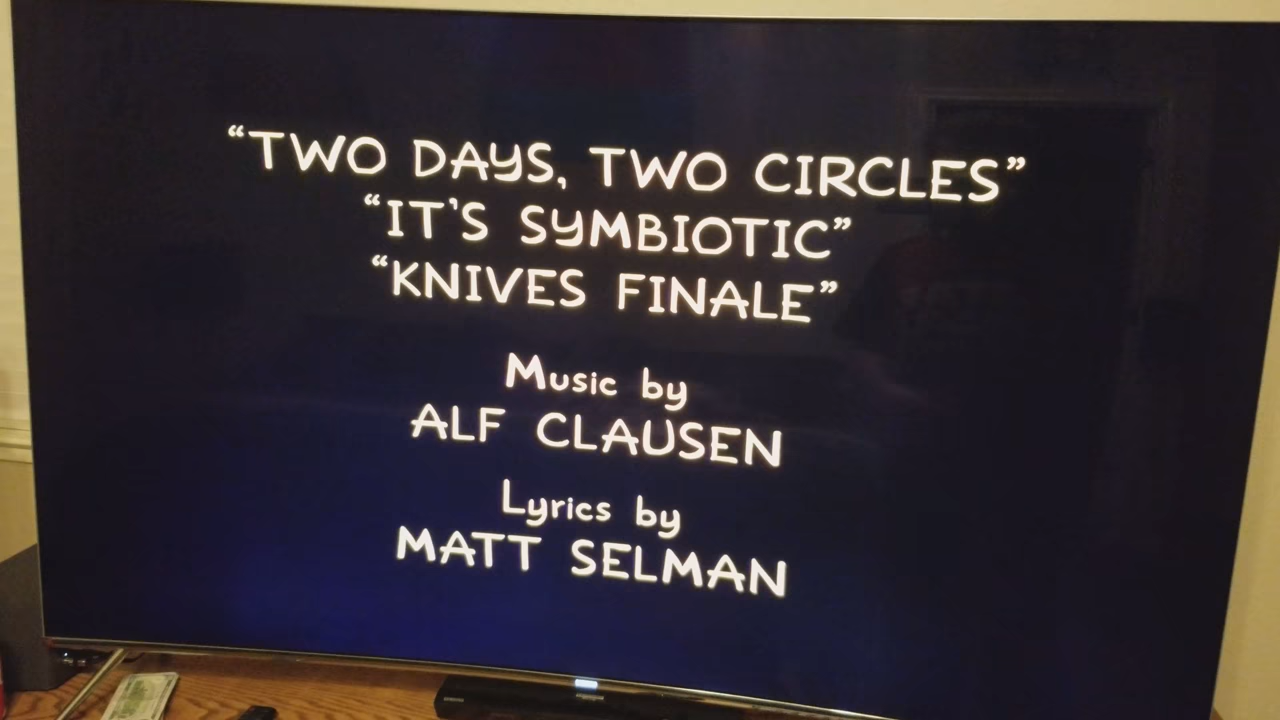 “TWO DAYS, TWO CIRCLES”
“IT'S SYMBIOTIC”
“KNIVES FINALE”
Music by
ALF CLAUSEN
Lyrics by
MATT SELMAN